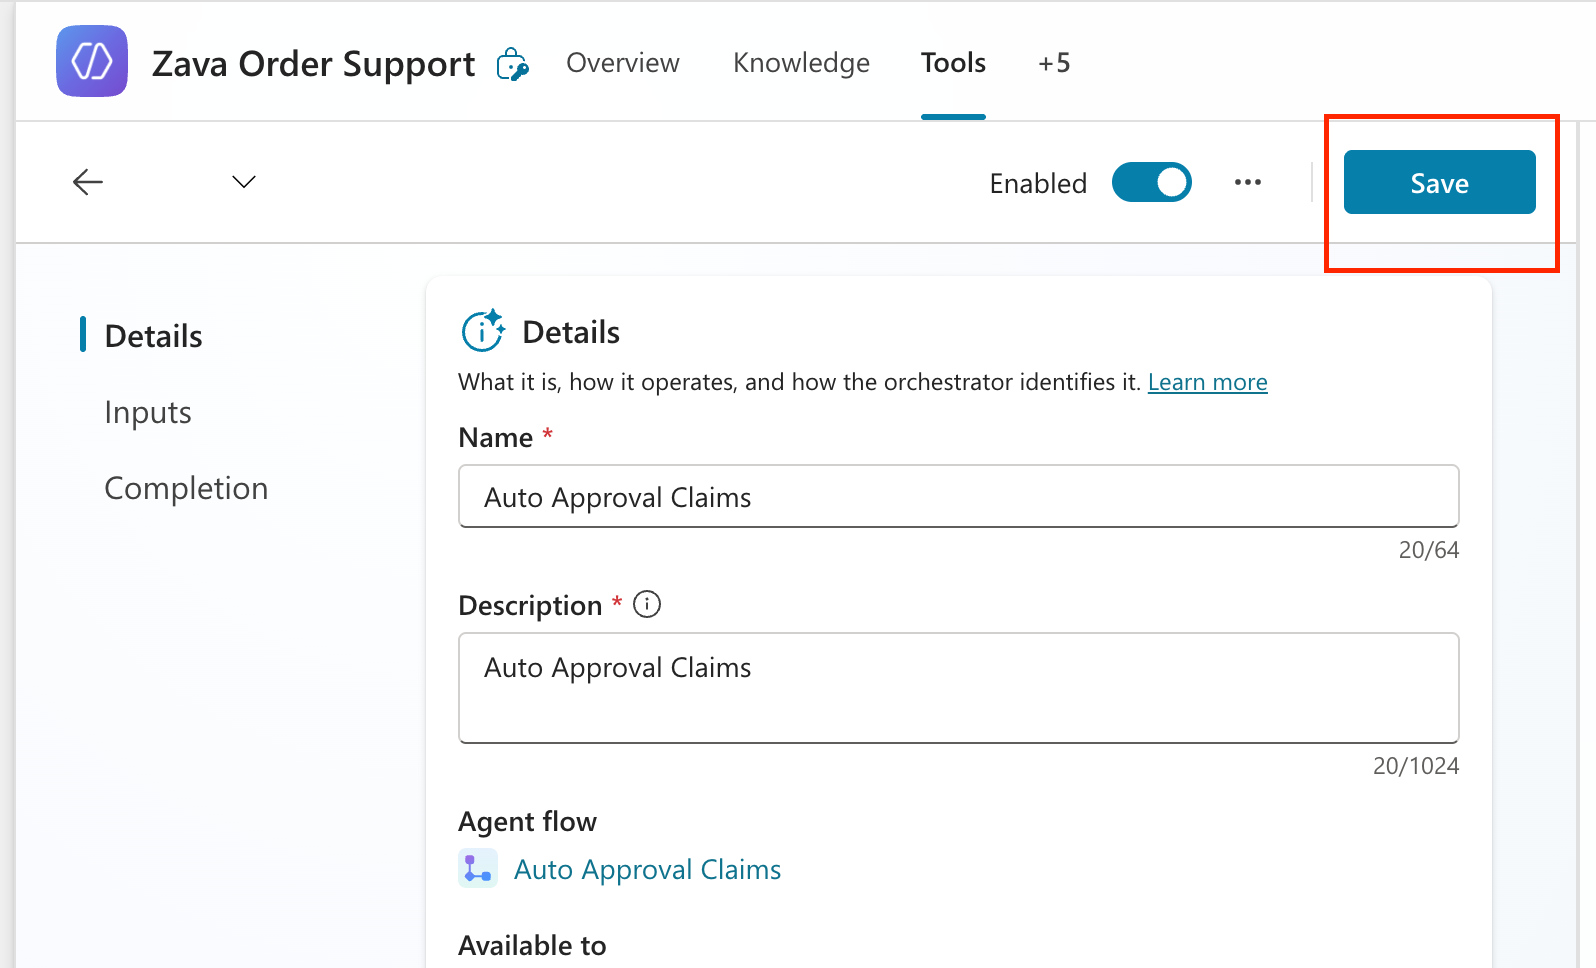 Zava Order Support
Overview
Knowledge
Tools
+5
Enabled
Save
Details
Inputs
Completion
Details
What it is, how it operates, and how the orchestrator identifies it. Learn more
Name *
Auto Approval Claims
20/64
Description *
Auto Approval Claims
20/1024
Agent flow
Auto Approval Claims
Available to